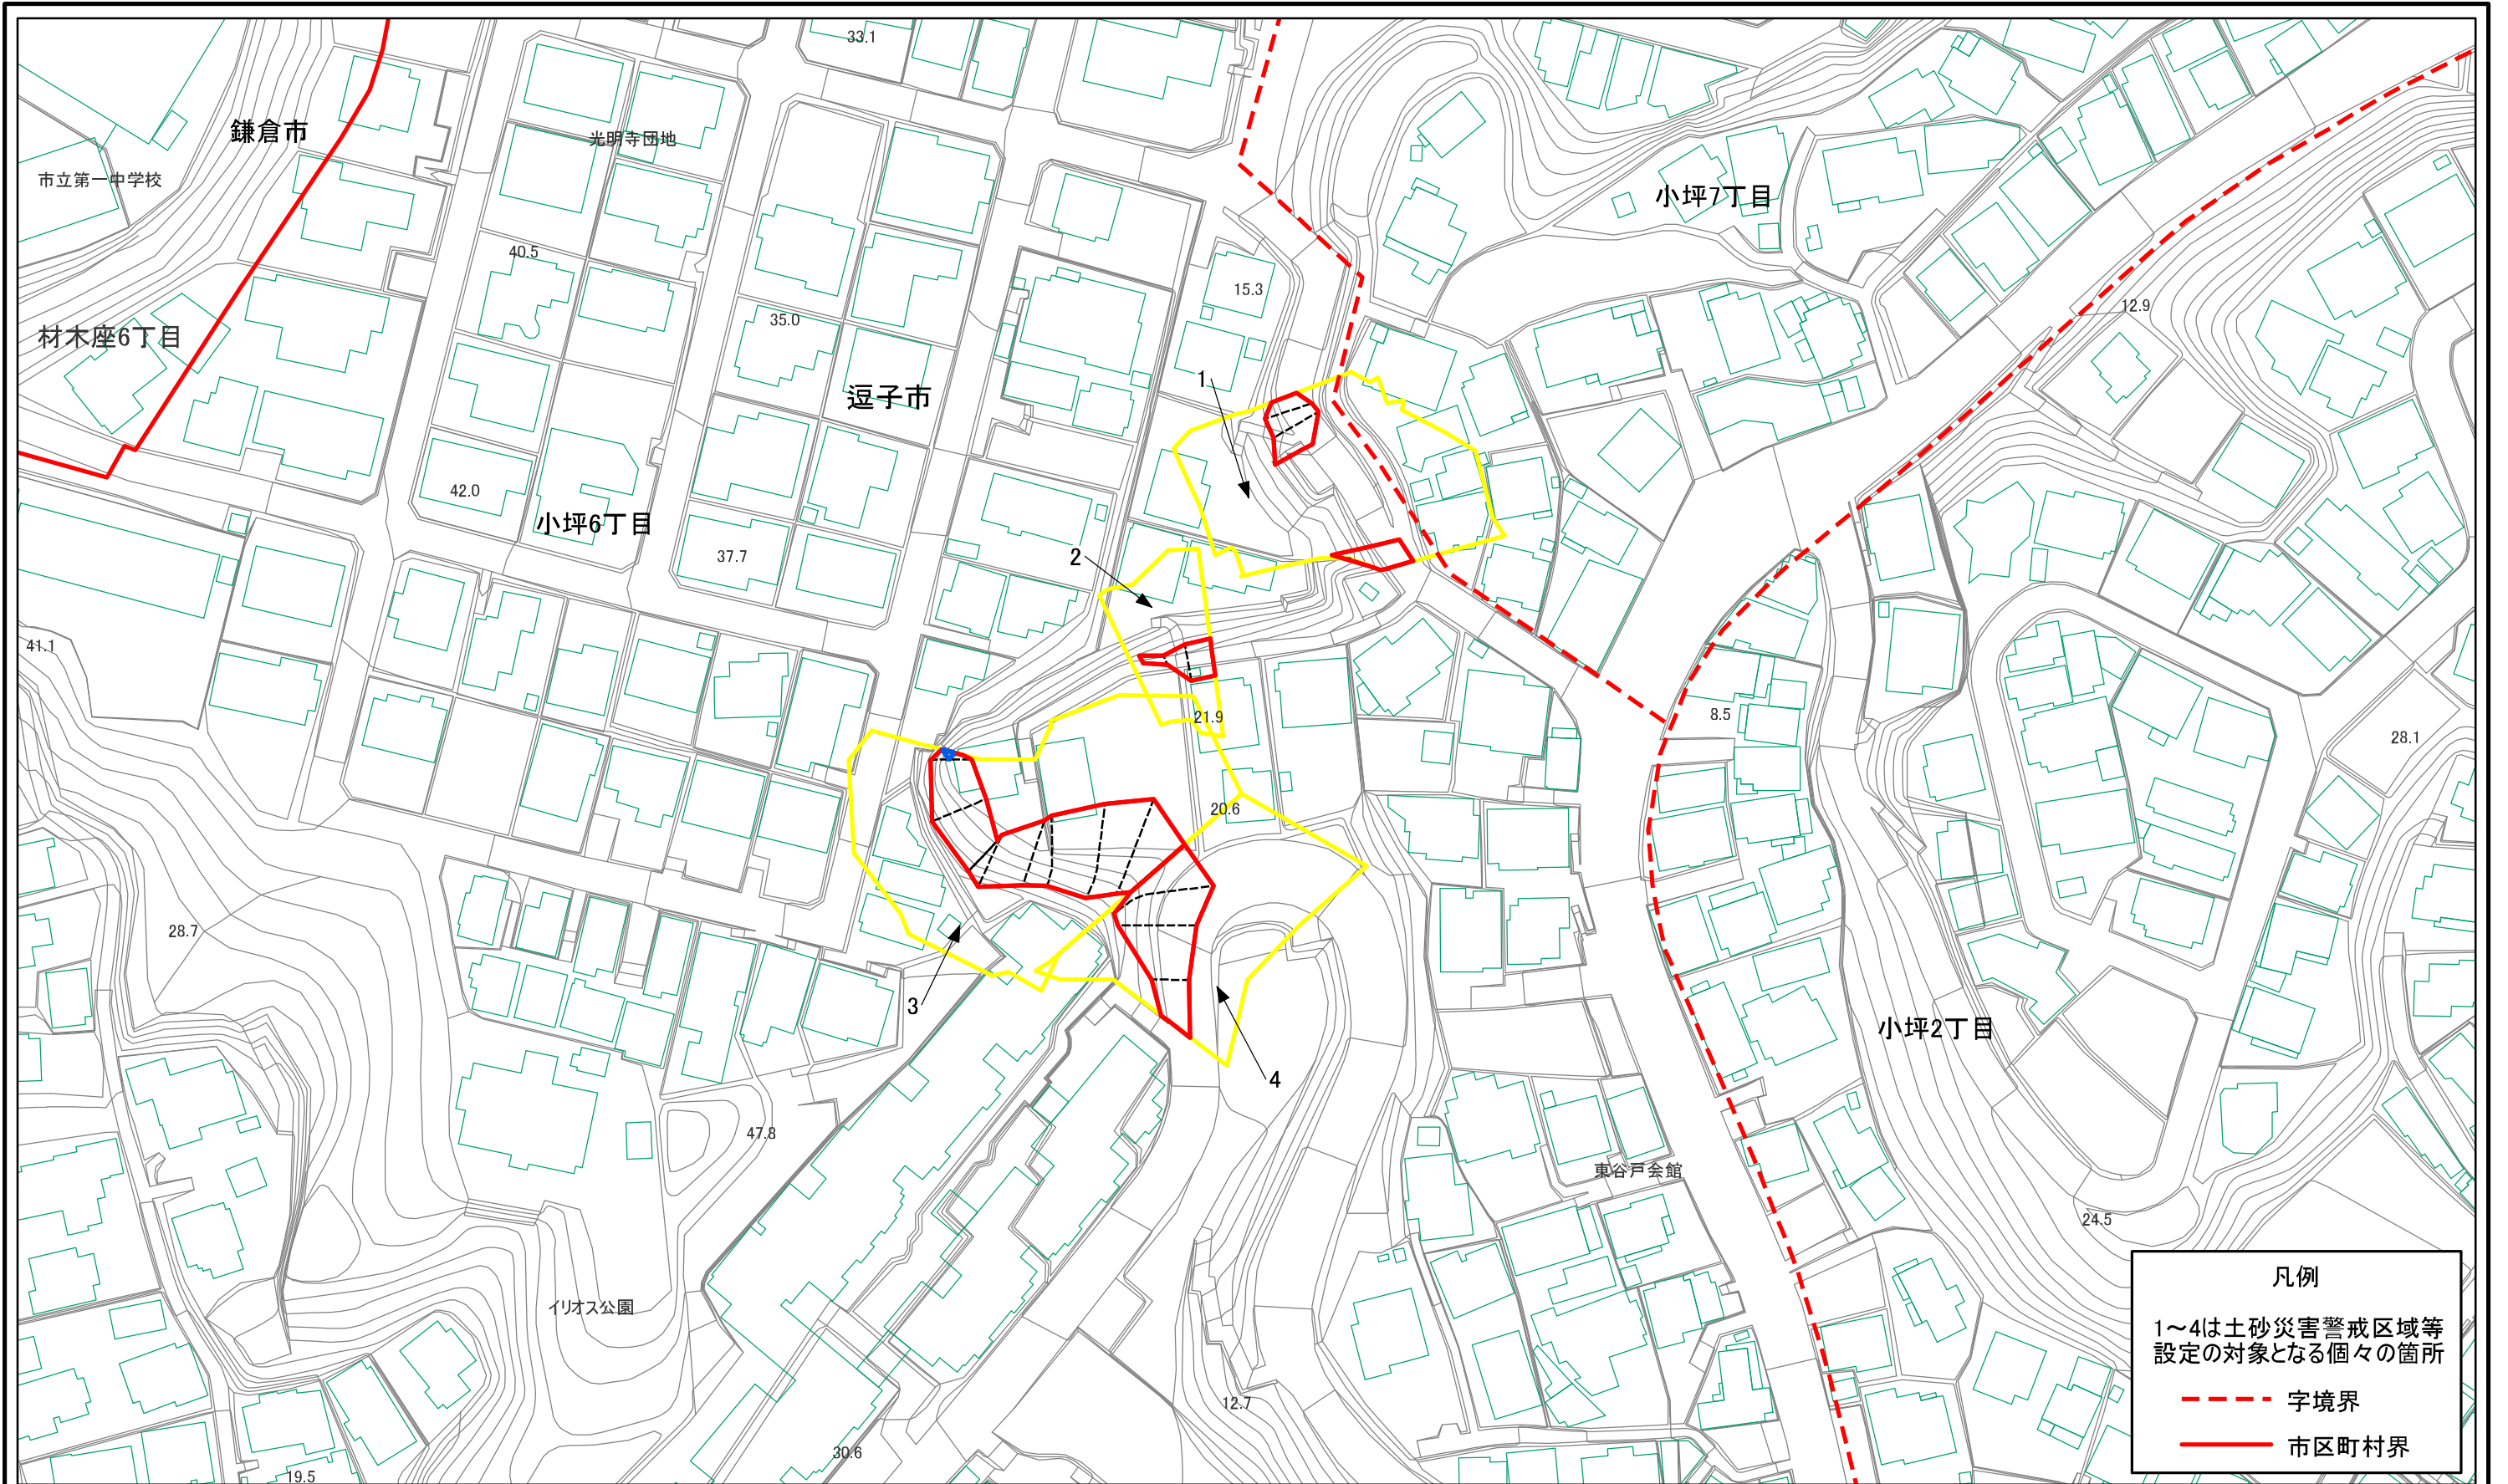 33.1
鎌倉市
光明寺団地
市立第一中学校
小坪7丁目
40.5
15.3
12.9
35.0
材木座6丁目
1
逗子市
42.0
小坪6丁目
37.7
2
41.1
21.9
8.5
28.1
20.6
28.7
3
小坪2丁目
4
47.8
東谷戸会館
24.5
イリオス公園
12.7
30.6
19.5
凡例
1～4は土砂災害警戒区域等
設定の対象となる個々の箇所
字境界
市区町村界